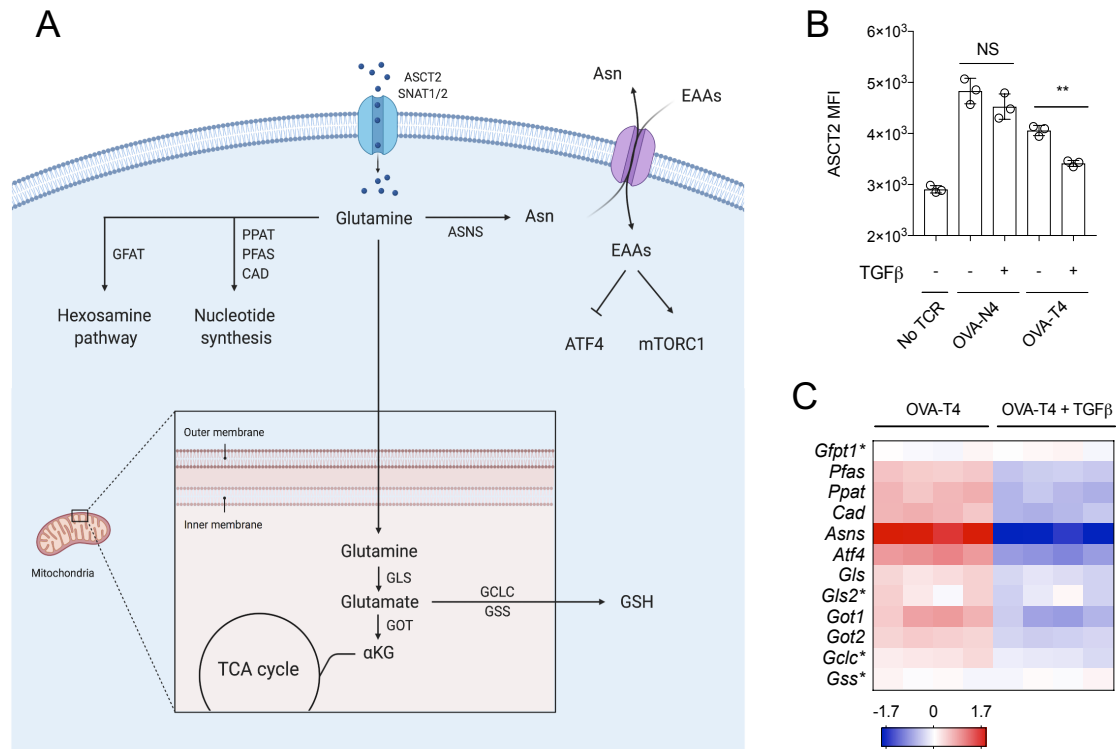 A
ASCT2
SNAT1/2
Asn
EAAs
Glutamine
ASNS
Asn
GFAT
PPAT
PFAS
CAD
EAAs
Hexosamine
pathway
Nucleotide
synthesis
ATF4
mTORC1
Outer membrane
Inner membrane
Mitochondria
Glutamine
GLS
Glutamate
GCLC
GSS
GSH
GOT
αKG
TCA cycle
B
ASCT2 MFI
6×10³
5×10³
4×10³
3×10³
2×10³
NS
**
TGFβ - - + - +
No TCR
OVA-N4
OVA-T4
C
OVA-T4 OVA-T4 + TGFβ
Gfpt1*
Pfas
Ppat
Cad
Asns
Atf4
Gls
Gls2*
Got1
Got2
Gclc*
Gss*
-1.7 0 1.7